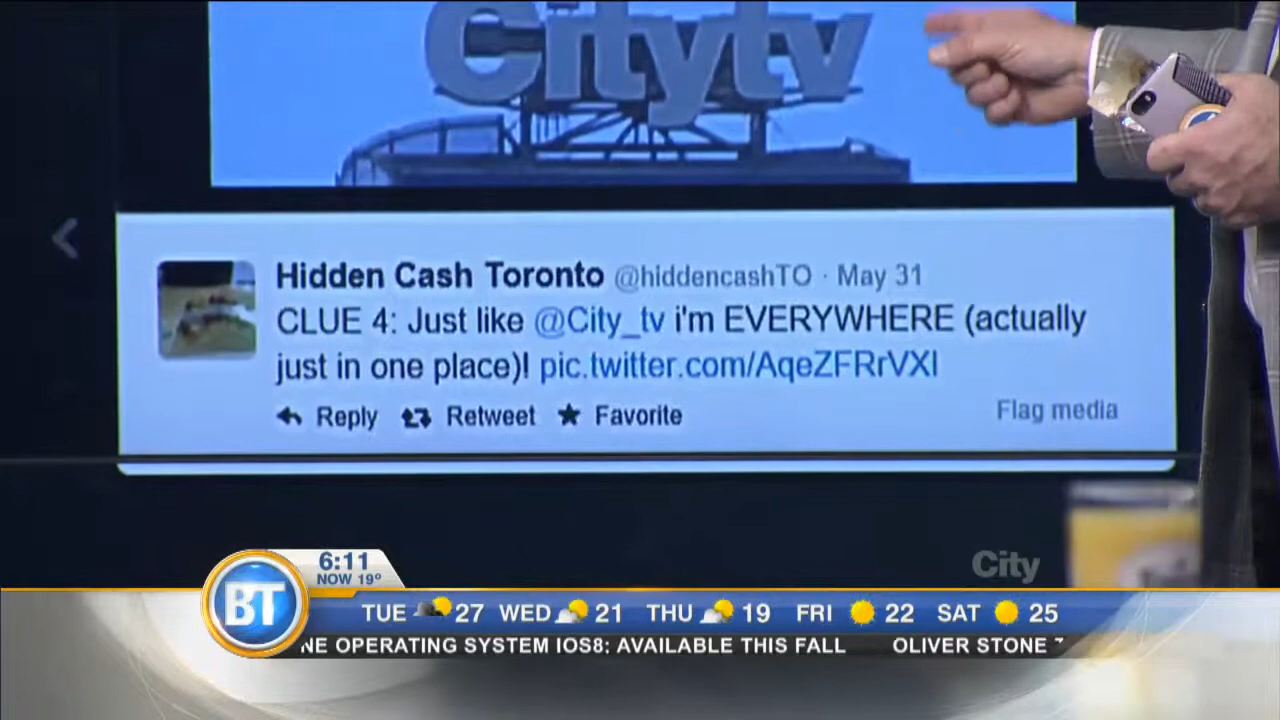 Citytv
Hidden Cash Toronto @hiddencashTO · May 31
CLUE 4: Just like @City_tv i'm EVERYWHERE (actually
just in one place)! pic.twitter.com/AqeZFRrVXI
Reply Retweet Favorite
Flag media
City
6:11
NOW 19°
BT
TUE 27 WED 21 THU 19 FRI 22 SAT 25
NE OPERATING SYSTEM IOS8; AVAILABLE THIS FALL OLIVER STONE